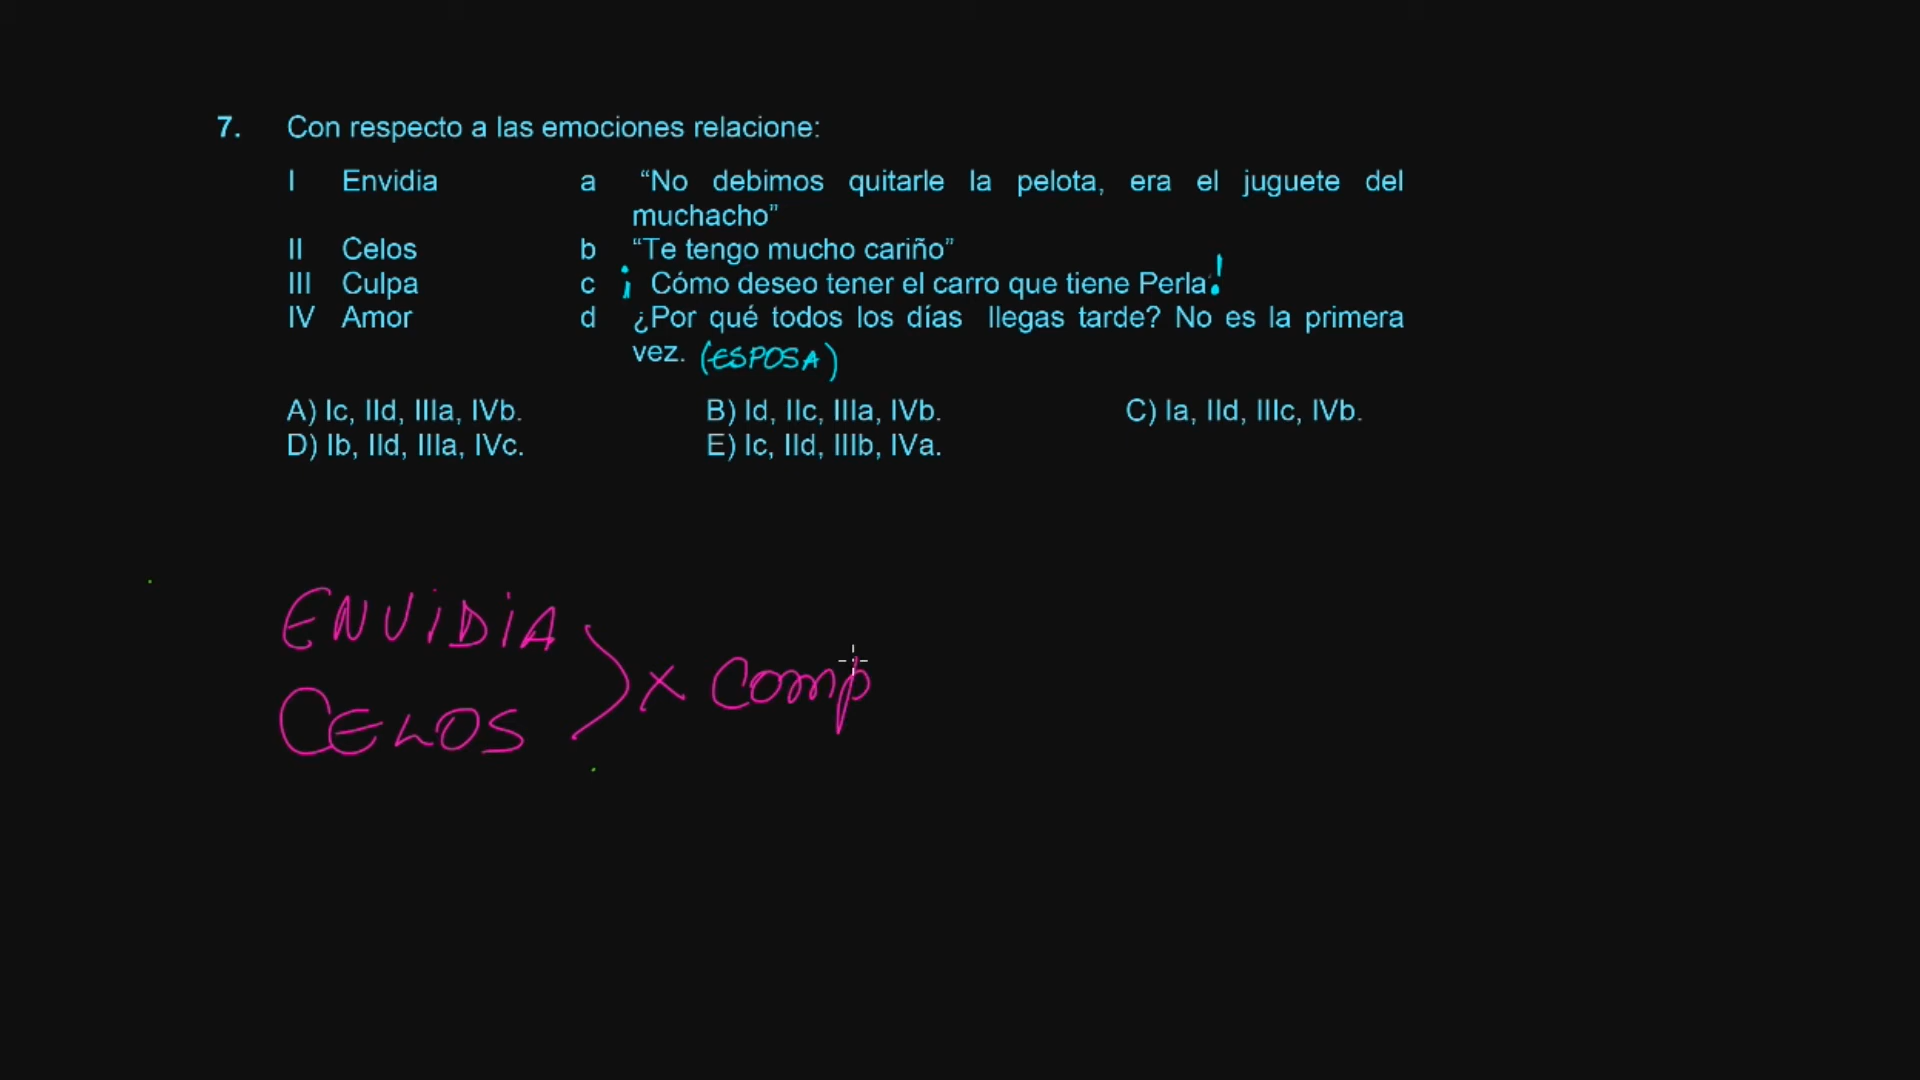 7. Con respecto a las emociones relacione:
I Envidia a “No debimos quitarle la pelota, era el juguete del
muchacho”
II Celos b “Te tengo mucho cariño”
III Culpa c ¡ Cómo deseo tener el carro que tiene Perla.!
IV Amor d ¿Por qué todos los días llegas tarde? No es la primera
vez. (ESPOSA)
A) Ic, IId, IIIa, IVb. B) Id, IIc, IIIa, IVb. C) Ia, IId, IIIc, IVb.
D) Ib, IId, IIIa, IVc. E) Ic, IId, IIIb, IVa.
ENViDiA
x Comp
CELOS